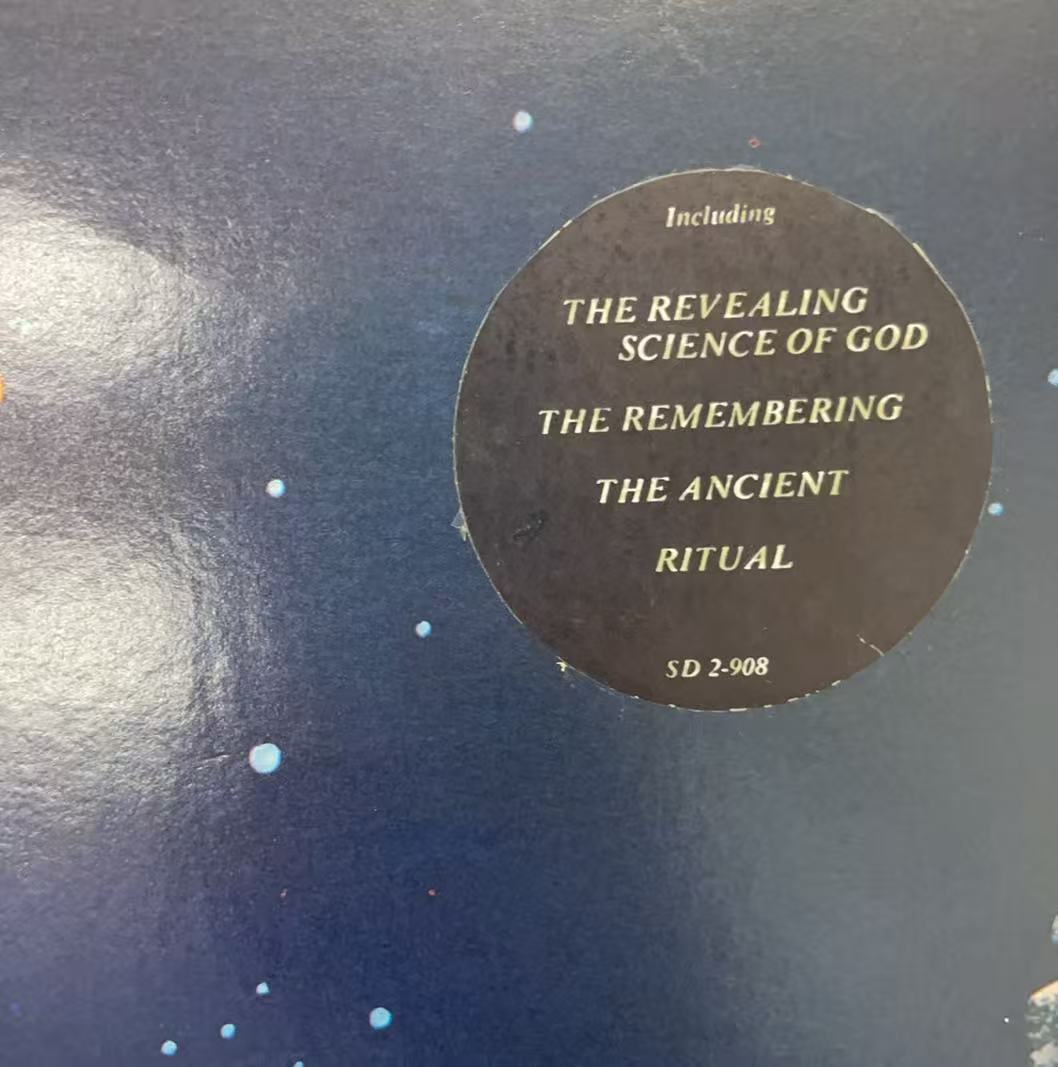 Including
THE REVEALING
SCIENCE OF GOD
THE REMEMBERING
THE ANCIENT
RITUAL
SD 2-908